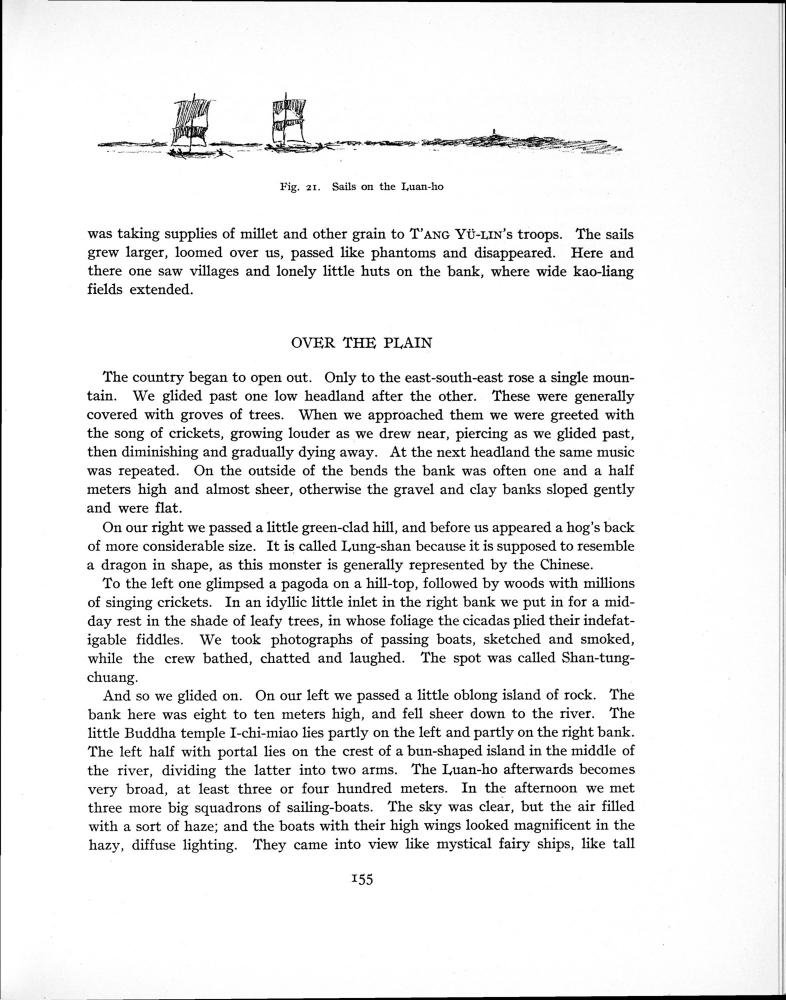 Fig. 21. Sails on the Luan-ho
was taking supplies of millet and other grain to T'ANG YÜ-LIN's troops. The sails
grew larger, loomed over us, passed like phantoms and disappeared. Here and
there one saw villages and lonely little huts on the bank, where wide kao-liang
fields extended.
OVER THE PLAIN
The country began to open out. Only to the east-south-east rose a single moun-
tain. We glided past one low headland after the other. These were generally
covered with groves of trees. When we approached them we were greeted with
the song of crickets, growing louder as we drew near, piercing as we glided past,
then diminishing and gradually dying away. At the next headland the same music
was repeated. On the outside of the bends the bank was often one and a half
meters high and almost sheer, otherwise the gravel and clay banks sloped gently
and were flat.
On our right we passed a little green-clad hill, and before us appeared a hog's back
of more considerable size. It is called Lung-shan because it is supposed to resemble
a dragon in shape, as this monster is generally represented by the Chinese.
To the left one glimpsed a pagoda on a hill-top, followed by woods with millions
of singing crickets. In an idyllic little inlet in the right bank we put in for a mid-
day rest in the shade of leafy trees, in whose foliage the cicadas plied their indefat-
igable fiddles. We took photographs of passing boats, sketched and smoked,
while the crew bathed, chatted and laughed. The spot was called Shan-tung-
chuang.
And so we glided on. On our left we passed a little oblong island of rock. The
bank here was eight to ten meters high, and fell sheer down to the river. The
little Buddha temple I-chi-miao lies partly on the left and partly on the right bank.
The left half with portal lies on the crest of a bun-shaped island in the middle of
the river, dividing the latter into two arms. The Luan-ho afterwards becomes
very broad, at least three or four hundred meters. In the afternoon we met
three more big squadrons of sailing-boats. The sky was clear, but the air filled
with a sort of haze; and the boats with their high wings looked magnificent in the
hazy, diffuse lighting. They came into view like mystical fairy ships, like tall
155